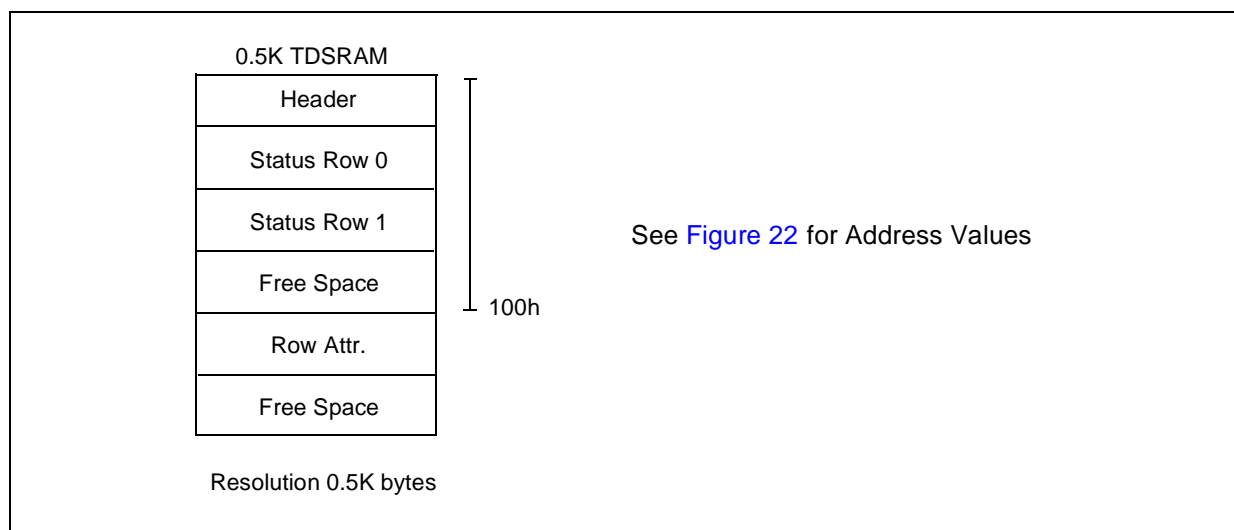 0.5K TDSRAM
Header
Status Row 0
Status Row 1
See Figure 22 for Address Values
Free Space
100h
Row Attr.
Free Space
Resolution 0.5K bytes